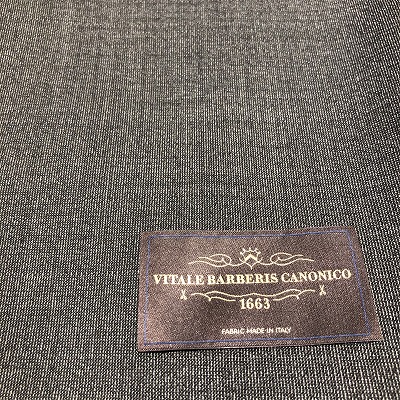 VITALE BARBERIS CANONICO
1663
FABRIC MADE IN ITALY